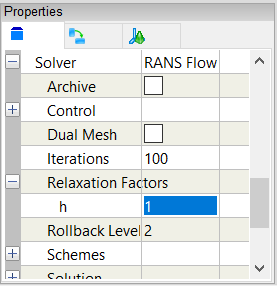 Properties
Solver RANS Flow
Archive
Control
Dual Mesh
Iterations 100
Relaxation Factors
h 1
Rollback Level 2
Schemes
Solution